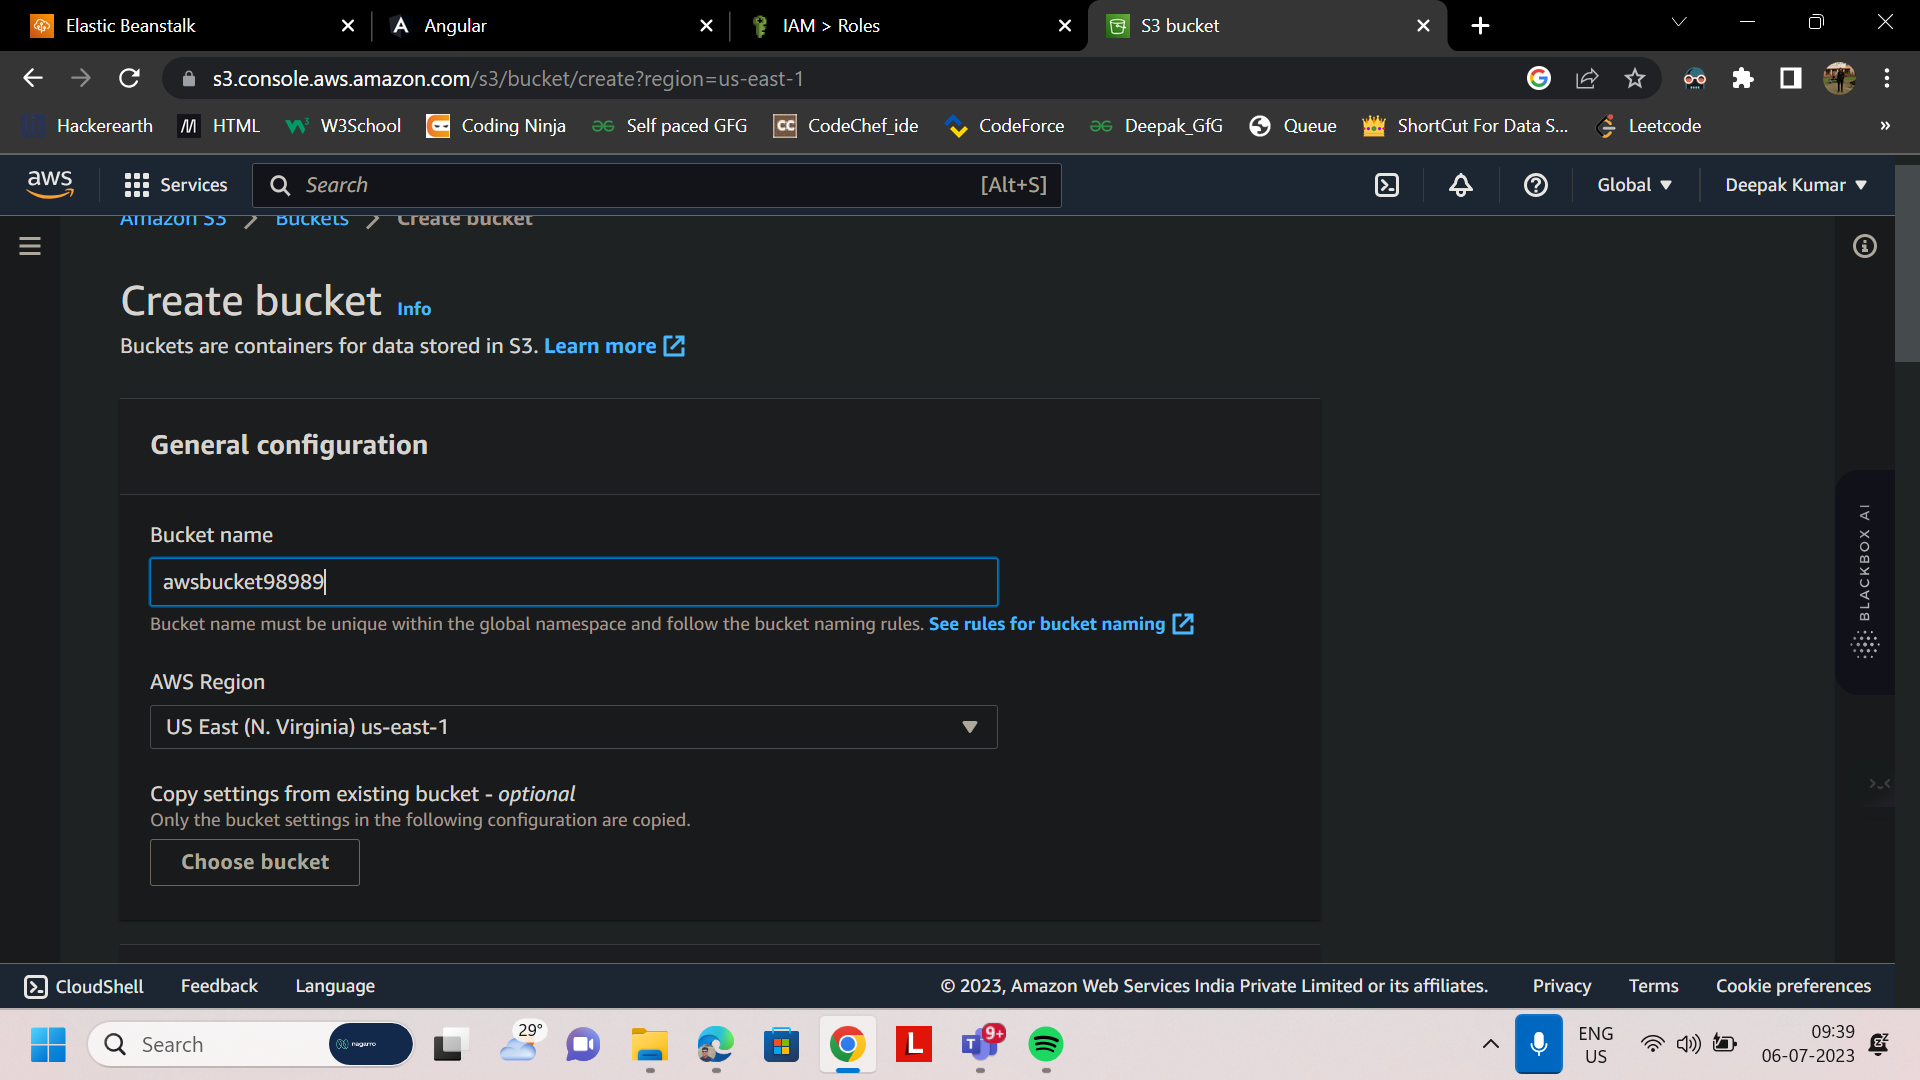 Elastic Beanstalk
Angular
IAM > Roles
S3 bucket
s3.console.aws.amazon.com/s3/bucket/create?region=us-east-1
Hackerearth
HTML
W3School
Coding Ninja
Self paced GFG
CodeChef_ide
CodeForce
Deepak_GfG
Queue
ShortCut For Data S...
Leetcode
»
aws
Services
Search
[Alt+S]
Global
Deepak Kumar
Amazon S3
Buckets
Create bucket
Create bucket Info
Buckets are containers for data stored in S3. Learn more
General configuration
Bucket name
awsbucket98989
Bucket name must be unique within the global namespace and follow the bucket naming rules. See rules for bucket naming
AWS Region
US East (N. Virginia) us-east-1
Copy settings from existing bucket - optional
Only the bucket settings in the following configuration are copied.
Choose bucket
BLACKBOX AI
CloudShell
Feedback
Language
© 2023, Amazon Web Services India Private Limited or its affiliates.
Privacy
Terms
Cookie preferences
Search
nagarro
29°
L
T
9+
ENG
US
09:39
06-07-2023